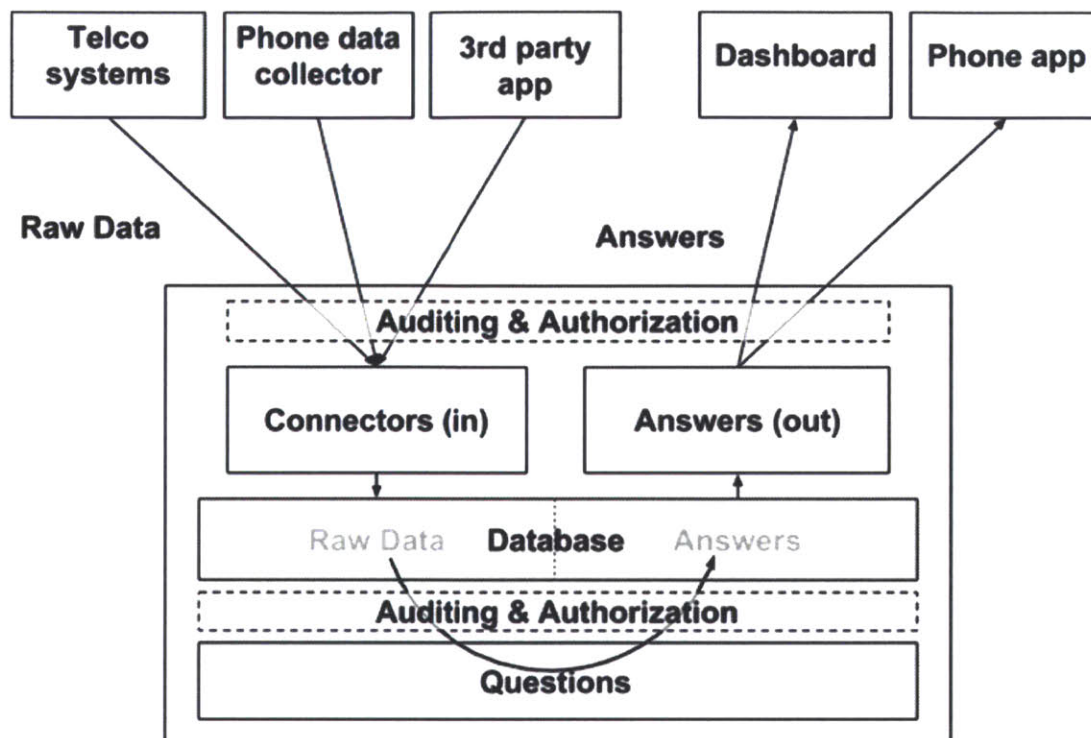 Telco
systems
Phone data
collector
3rd party
app
Dashboard
Phone app
Raw Data
Answers
Auditing & Authorization
Connectors (in)
Answers (out)
Raw Data
Database
Answers
Auditing & Authorization
Questions